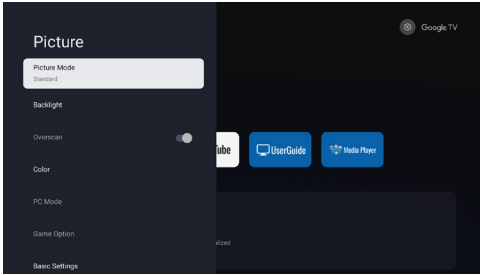 Google TV
Picture
Picture Mode
Standard
Backlight
Overscan
Color
PC Mode
Game Option
Basic Settings
ube
UserGuide
Media Player
alized